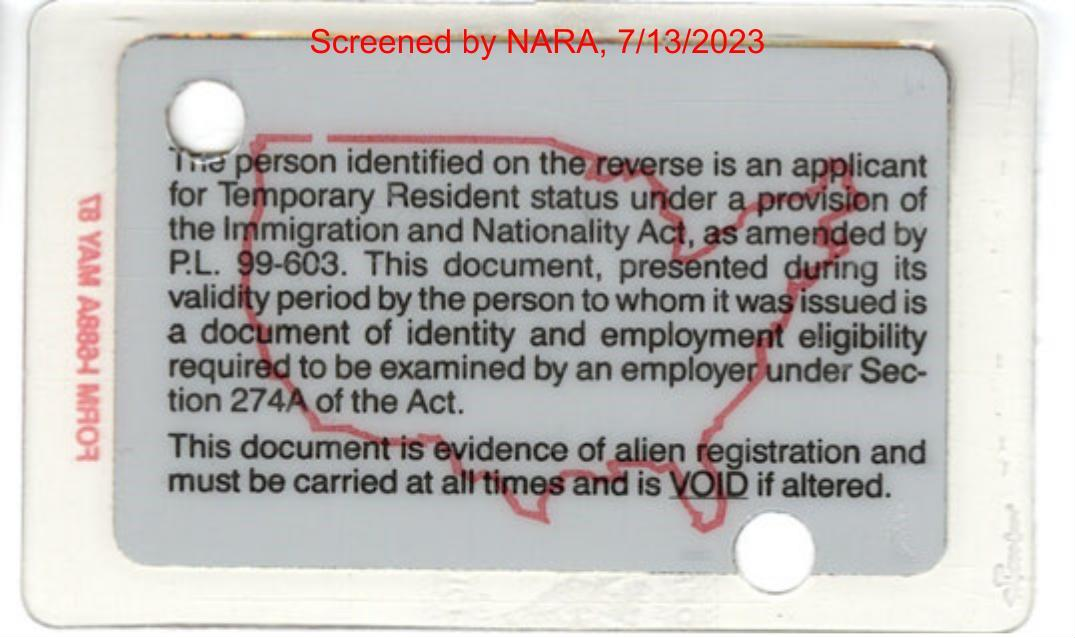 Screened by NARA, 7/13/2023
The person identified on the reverse is an applicant
for Temporary Resident status under a provision of
the Immigration and Nationality Act, as amended by
P.L. 99-603. This document, presented during its
validity period by the person to whom it was issued is
a document of identity and employment eligibility
required to be examined by an employer under Sec-
tion 274A of the Act.
This document is evidence of alien registration and
must be carried at all times and is VOID if altered.
FORM I-688A MAY 87